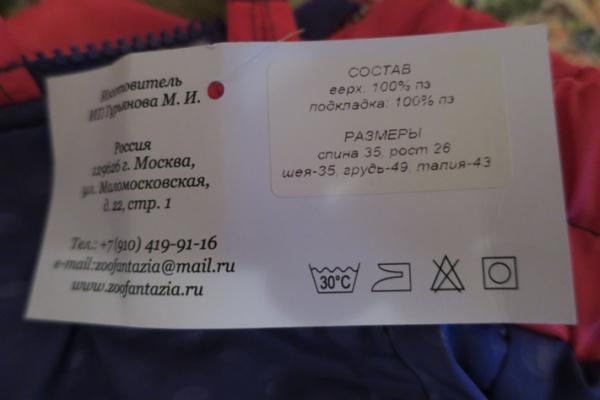 Изготовитель
ИП Гурьянова М. И.
Россия
129626 г. Москва,
ул. Маломосковская,
д. 22, стр. 1
Тел.: +7(910) 419-91-16
e-mail:zoofantazia@mail.ru
www.zoofantazia.ru
СОСТАВ
верх: 100% пэ
подкладка: 100% пэ
РАЗМЕРЫ
спина 35, рост 26
шея-35, грудь-49, талия-43
30°C